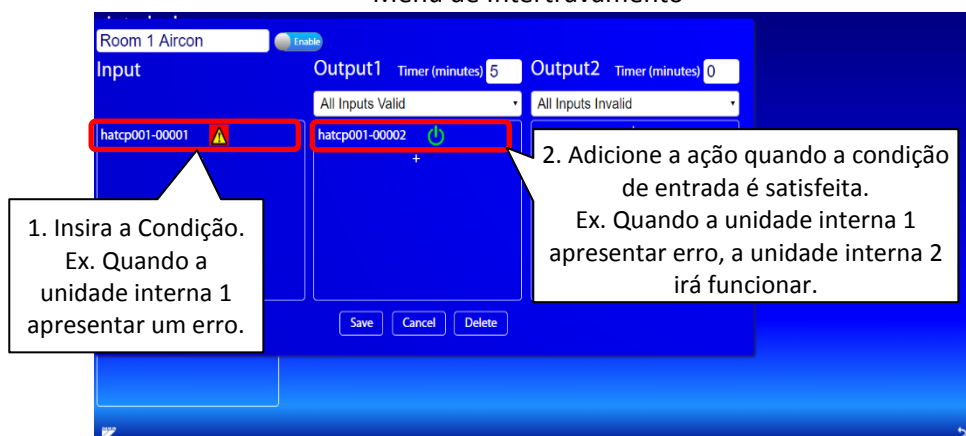 Menu de Intertravamento
Room 1 Aircon
Enable
Input
Output1 Timer (minutes) 5
Output2 Timer (minutes) 0
All Inputs Valid
All Inputs Invalid
hatcp001-00001
hatcp001-00002
+
1. Insira a Condição.
Ex. Quando a
unidade interna 1
apresentar um erro.
2. Adicione a ação quando a condição
de entrada é satisfeita.
Ex. Quando a unidade interna 1
apresentar erro, a unidade interna 2
irá funcionar.
Save Cancel Delete